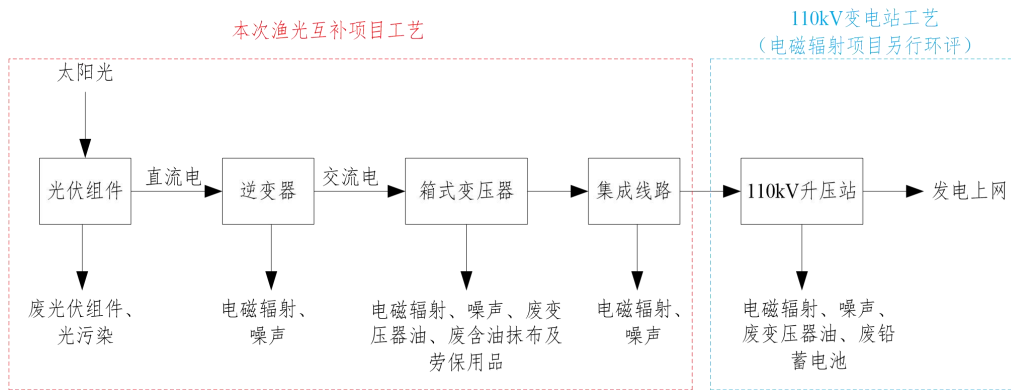 本次渔光互补项目工艺
110kV变电站工艺
（电磁辐射项目另行环评）
太阳光
光伏组件
直流电
逆变器
交流电
箱式变压器
集成线路
110kV升压站
发电上网
废光伏组件、
光污染
电磁辐射、
噪声
电磁辐射、噪声、废变
压器油、废含油抹布及
劳保用品
电磁辐射、
噪声
电磁辐射、噪声、
废变压器油、废铅
蓄电池